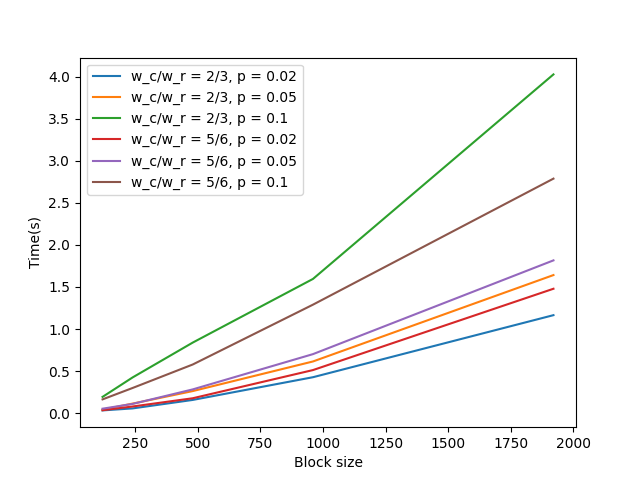 w_c/w_r = 2/3, p = 0.02
w_c/w_r = 2/3, p = 0.05
w_c/w_r = 2/3, p = 0.1
w_c/w_r = 5/6, p = 0.02
w_c/w_r = 5/6, p = 0.05
w_c/w_r = 5/6, p = 0.1
4.0
3.5
3.0
2.5
2.0
1.5
1.0
0.5
0.0
Time(s)
250 500 750 1000 1250 1500 1750 2000
Block size